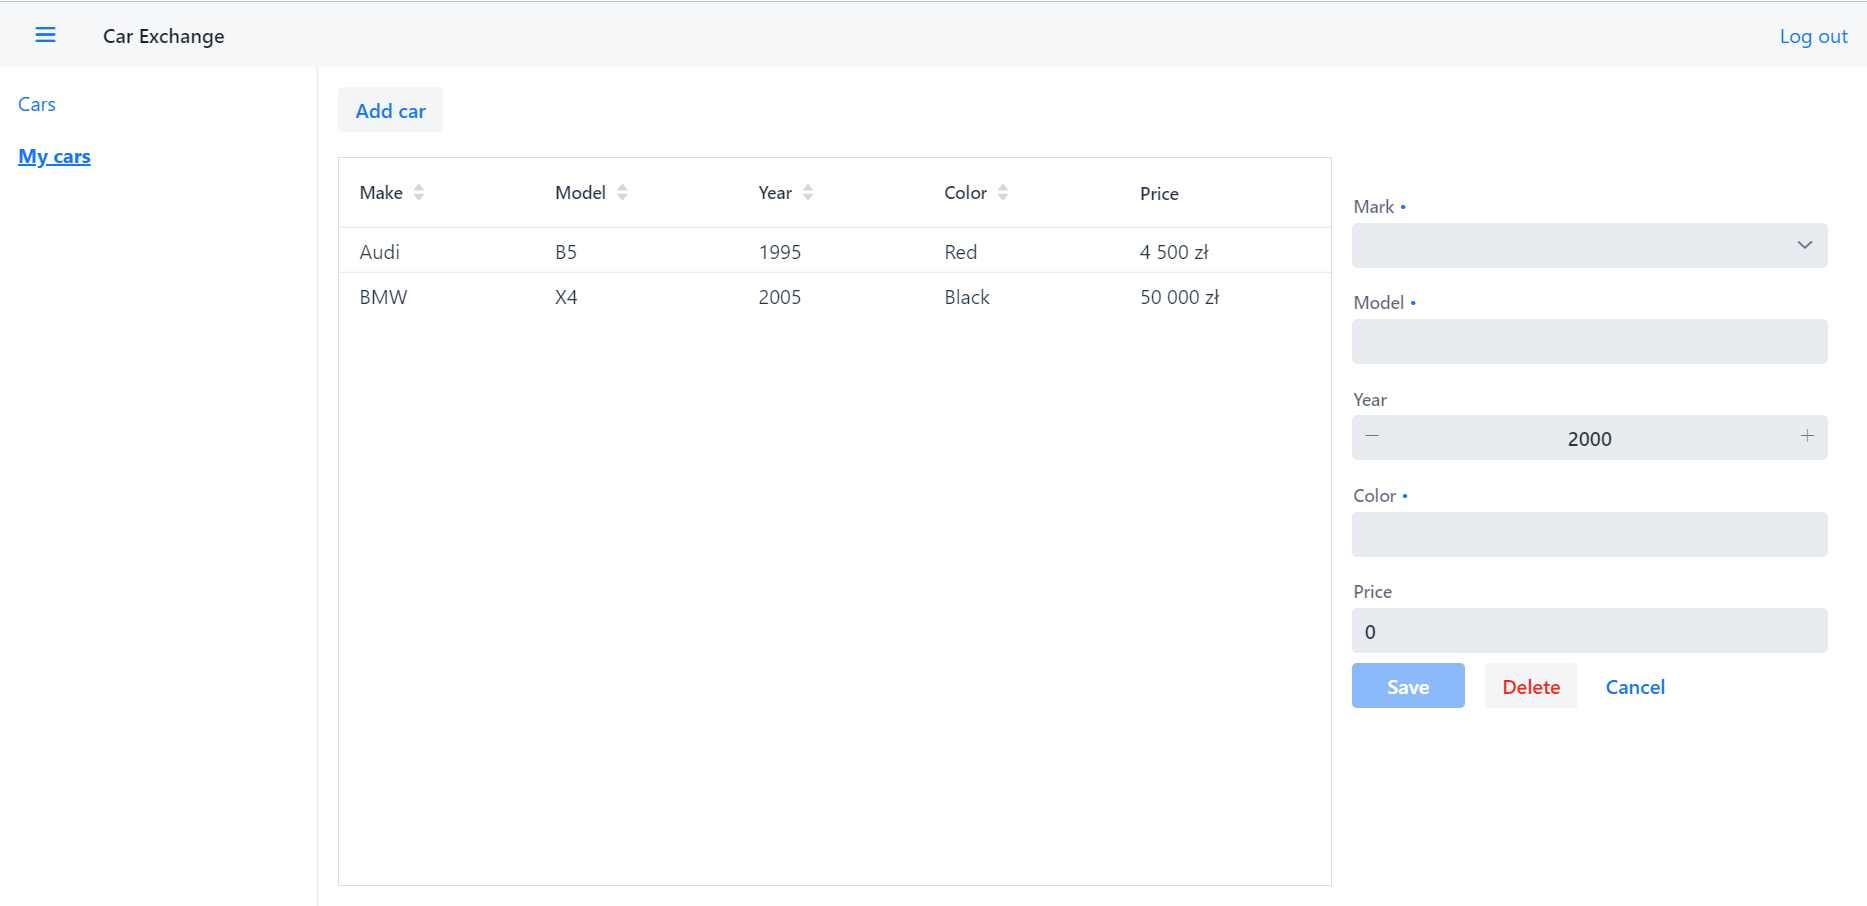 Car Exchange
Log out
Cars
My cars
Add car
Make Model Year Color Price
Audi B5 1995 Red 4 500 zł
BMW X4 2005 Black 50 000 zł
Mark •
Model •
Year
2000
Color •
Price
0
Save Delete Cancel